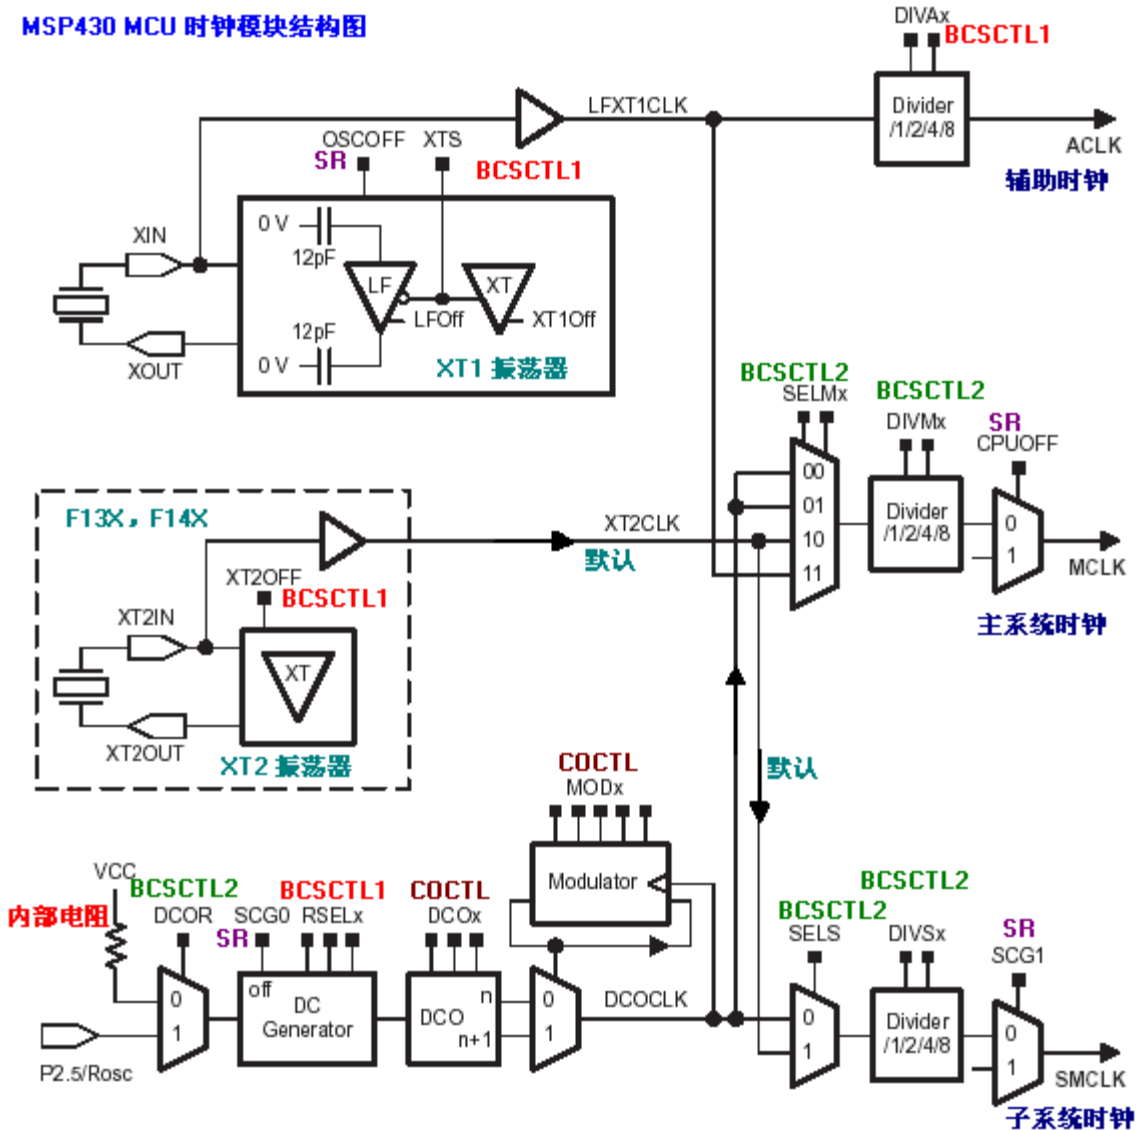 MSP430 MCU 时钟模块结构图
DIVAx
BCSCTL1
LFXT1CLK
Divider
/1/2/4/8
ACLK
辅助时钟
OSCOFF
XTS
SR
BCSCTL1
XIN
0 V
12pF
LF
XT
LFOff
XT1Off
12pF
0 V
XOUT
XT1 振荡器
BCSCTL2
SELMx
BCSCTL2
DIVMx
SR
CPUOFF
00
01
10
11
Divider
/1/2/4/8
0
1
MCLK
主系统时钟
F13X，F14X
XT2CLK
默认
XT2OFF
BCSCTL1
XT2IN
XT
XT2OUT
XT2 振荡器
默认
COCTL
MODx
Modulator
VCC
BCSCTL2
BCSCTL1
COCTL
内部电阻
DCOR
SCG0
RSELx
DCOx
SR
0
1
off
DC
Generator
DCO
n
n+1
0
1
DCOCLK
P2.5/Rosc
BCSCTL2
BCSCTL2
SELS
DIVSx
SR
SCG1
0
1
Divider
/1/2/4/8
0
1
SMCLK
子系统时钟